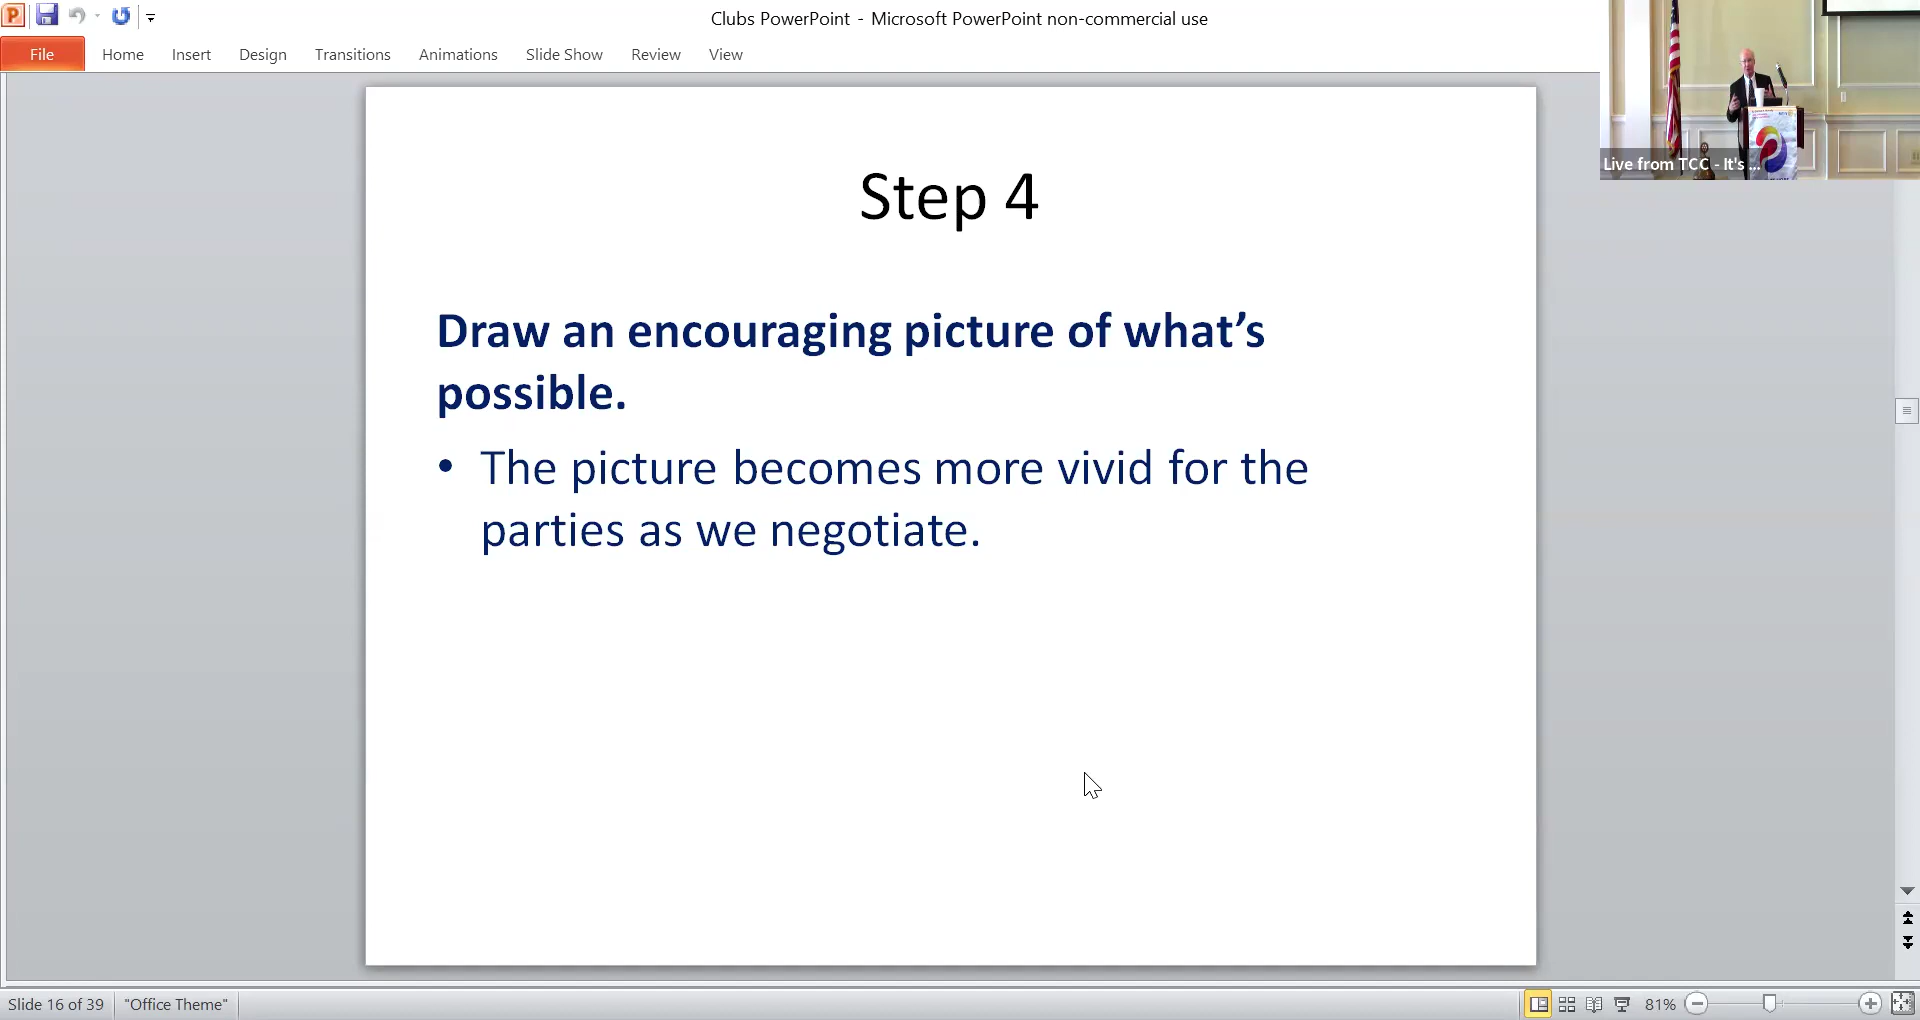 Clubs PowerPoint - Microsoft PowerPoint non-commercial use
File Home Insert Design Transitions Animations Slide Show Review View
Live from TCC - It's ...
Step 4
Draw an encouraging picture of what’s
possible.
• The picture becomes more vivid for the
parties as we negotiate.
Slide 16 of 39 "Office Theme" 81%